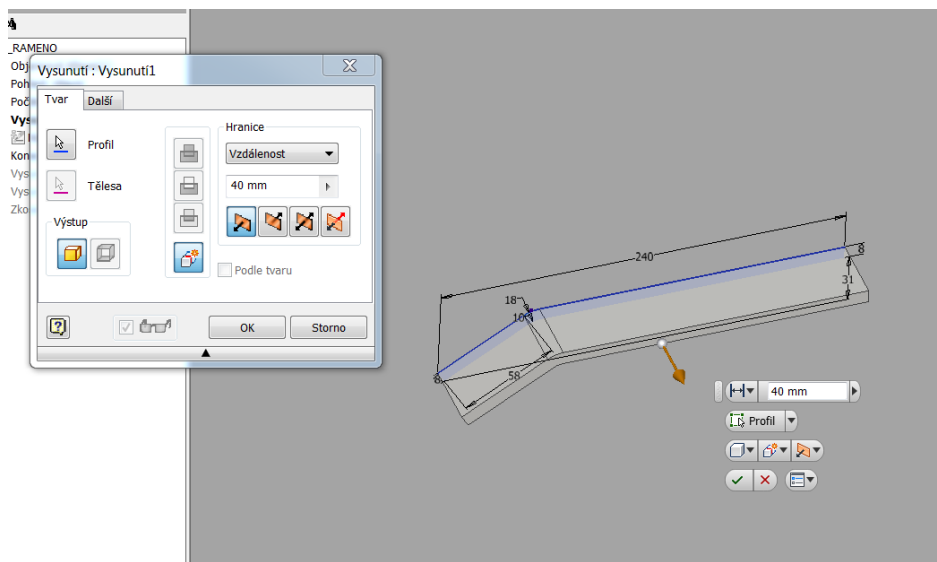 _RAMENO
Vysunutí : Vysunutí1
Tvar
Další
Profil
Tělesa
Výstup
Hranice
Vzdálenost
40 mm
Podle tvaru
OK
Storno
Obj
Poh
Poč
Vys
Kon
Vys
Vys
Zko
240
8
31
18
10
58
8
40 mm
Profil